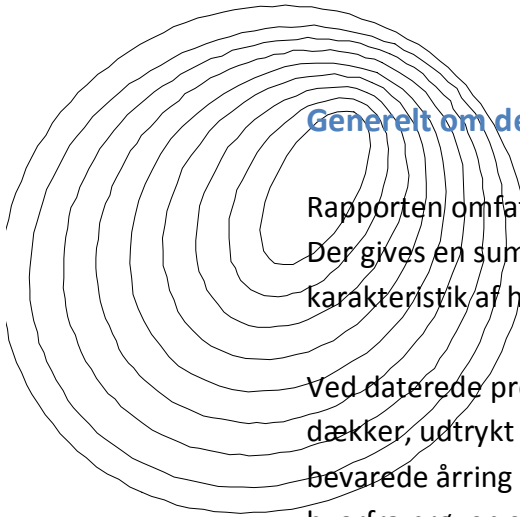 Generelt om de
Rapporten omfat
Der gives en sum
karakteristik af h
Ved daterede pr
dækker, udtrykt
bevarede årring